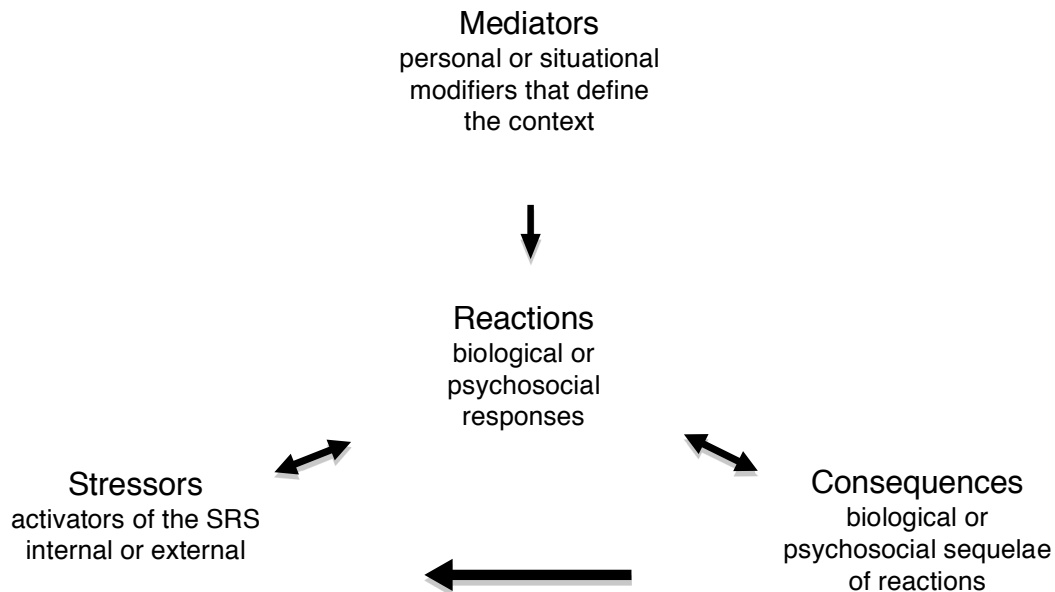 Mediators
personal or situational
modifiers that define
the context
Reactions
biological or
psychosocial
responses
Stressors
activators of the SRS
internal or external
Consequences
biological or
psychosocial sequelae
of reactions